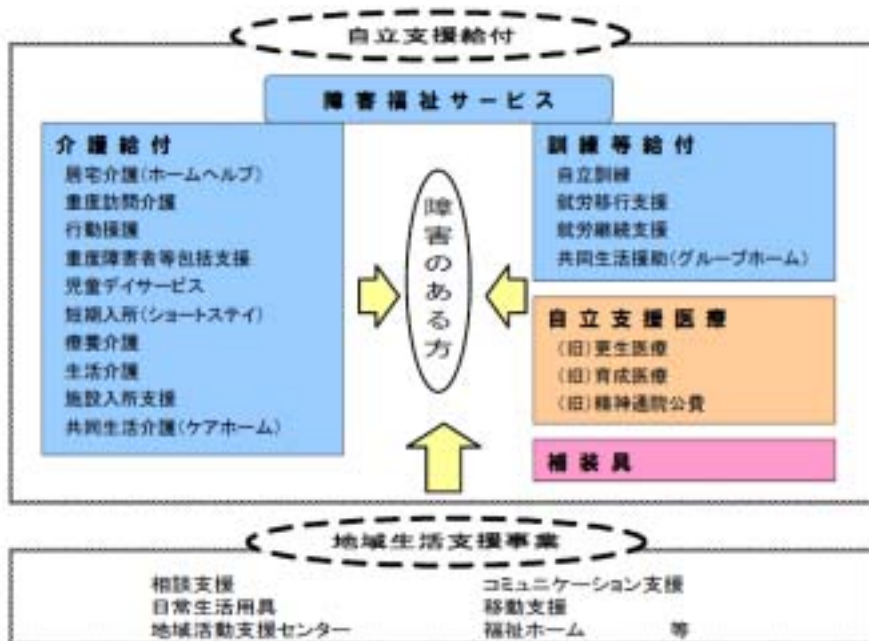 自立支援給付
障害福祉サービス
介護給付
居宅介護(ホームヘルプ)
重度訪問介護
行動援護
重度障害者等包括支援
児童デイサービス
短期入所(ショートステイ)
療養介護
生活介護
施設入所支援
共同生活介護(ケアホーム)
障害のある方
訓練等給付
自立訓練
就労移行支援
就労継続支援
共同生活援助(グループホーム)
自立支援医療
(旧)更生医療
(旧)育成医療
(旧)精神通院公費
補装具
地域生活支援事業
相談支援
日常生活用具
地域活動支援センター
コミュニケーション支援
移動支援
福祉ホーム 等